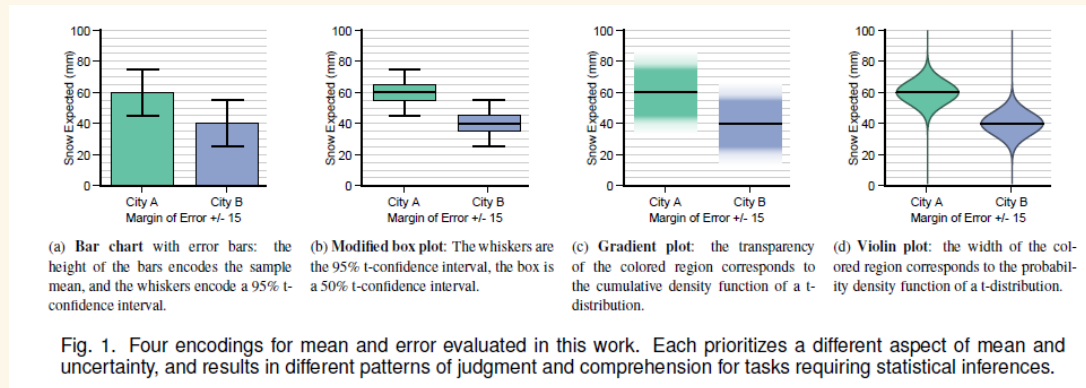 100
80
60
40
20
0
Snow Expected (mm)
City A City B
Margin of Error +/- 15
100
80
60
40
20
0
Snow Expected (mm)
City A City B
Margin of Error +/- 15
100
80
60
40
20
0
Snow Expected (mm)
City A City B
Margin of Error +/- 15
100
80
60
40
20
0
Snow Expected (mm)
City A City B
Margin of Error +/- 15
(a) Bar chart with error bars: the
height of the bars encodes the sample
mean, and the whiskers encode a 95% t-
confidence interval.
(b) Modified box plot: The whiskers are
the 95% t-confidence interval, the box is
a 50% t-confidence interval.
(c) Gradient plot: the transparency
of the colored region corresponds to
the cumulative density function of a t-
distribution.
(d) Violin plot: the width of the col-
ored region corresponds to the probabil-
ity density function of a t-distribution.
Fig. 1. Four encodings for mean and error evaluated in this work. Each prioritizes a different aspect of mean and
uncertainty, and results in different patterns of judgment and comprehension for tasks requiring statistical inferences.